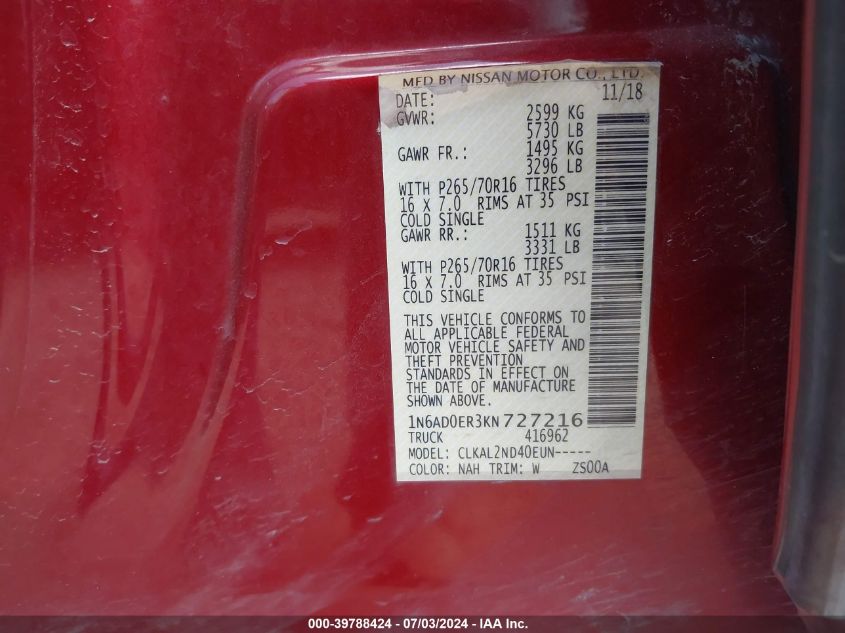 MFD BY NISSAN MOTOR CO., LTD.
DATE: 11/18
GVWR: 2599 KG
5730 LB
GAWR FR.: 1495 KG
3296 LB
WITH P265/70R16 TIRES
16 X 7.0 RIMS AT 35 PSI
COLD SINGLE
GAWR RR.: 1511 KG
3331 LB
WITH P265/70R16 TIRES
16 X 7.0 RIMS AT 35 PSI
COLD SINGLE
THIS VEHICLE CONFORMS TO
ALL APPLICABLE FEDERAL
MOTOR VEHICLE SAFETY AND
THEFT PREVENTION
STANDARDS IN EFFECT ON
THE DATE OF MANUFACTURE
SHOWN ABOVE.
1N6AD0ER3KN727216
TRUCK 416962
MODEL: CLKAL2ND40EUN-----
COLOR: NAH TRIM: W ZS00A
000-39788424 - 07/03/2024 - IAA Inc.